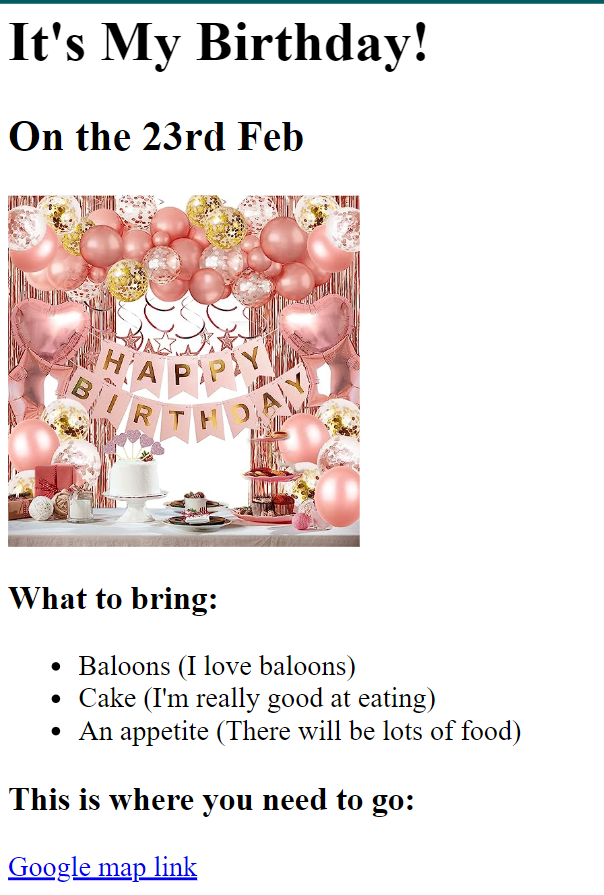 It's My Birthday!
On the 23rd Feb
HAPPY
BIRTHDAY
What to bring:
Baloons (I love baloons)
Cake (I'm really good at eating)
An appetite (There will be lots of food)
This is where you need to go:
Google map link